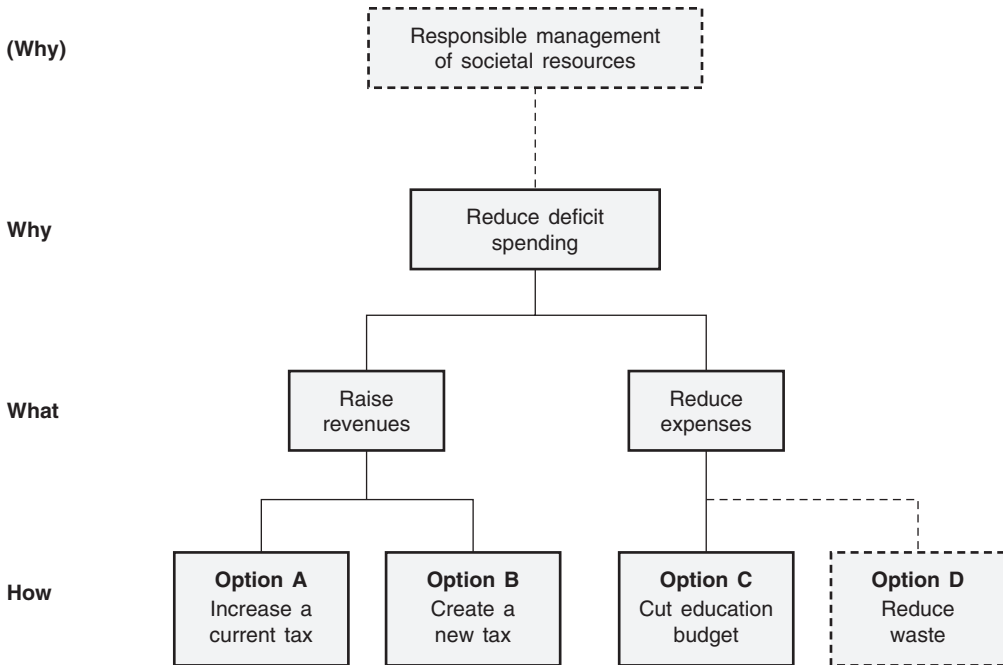 (Why)
Responsible management
of societal resources
Why
Reduce deficit
spending
What
Raise
revenues
Reduce
expenses
How
Option A
Increase a
current tax
Option B
Create a
new tax
Option C
Cut education
budget
Option D
Reduce
waste